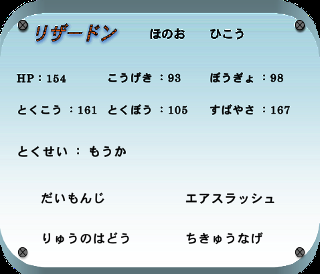 リザードン ほのお ひこう
HP：154 こうげき：93 ぼうぎょ：98
とくこう：161 とくぼう：105 すばやさ：167
とくせい：もうか
だいもんじ エアスラッシュ
りゅうのはどう ちきゅうなげ